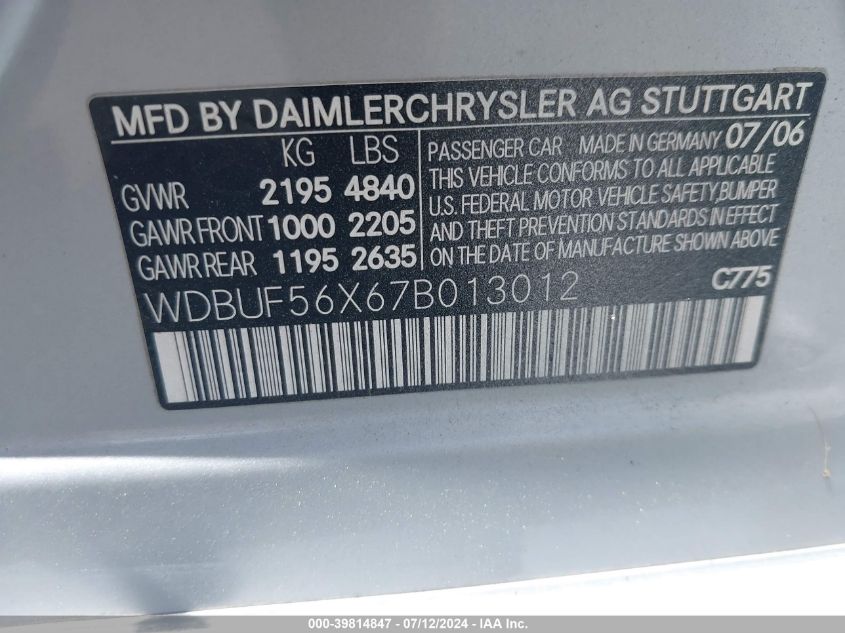 MFD BY DAIMLERCHRYSLER AG STUTTGART
KG LBS
GVWR 2195 4840
GAWR FRONT 1000 2205
GAWR REAR 1195 2635
PASSENGER CAR MADE IN GERMANY 07/06
THIS VEHICLE CONFORMS TO ALL APPLICABLE
U.S. FEDERAL MOTOR VEHICLE SAFETY,BUMPER
AND THEFT PREVENTION STANDARDS IN EFFECT
ON THE DATE OF MANUFACTURE SHOWN ABOVE
WDBUF56X67B013012 C775
000-39814847 - 07/12/2024 - IAA Inc.